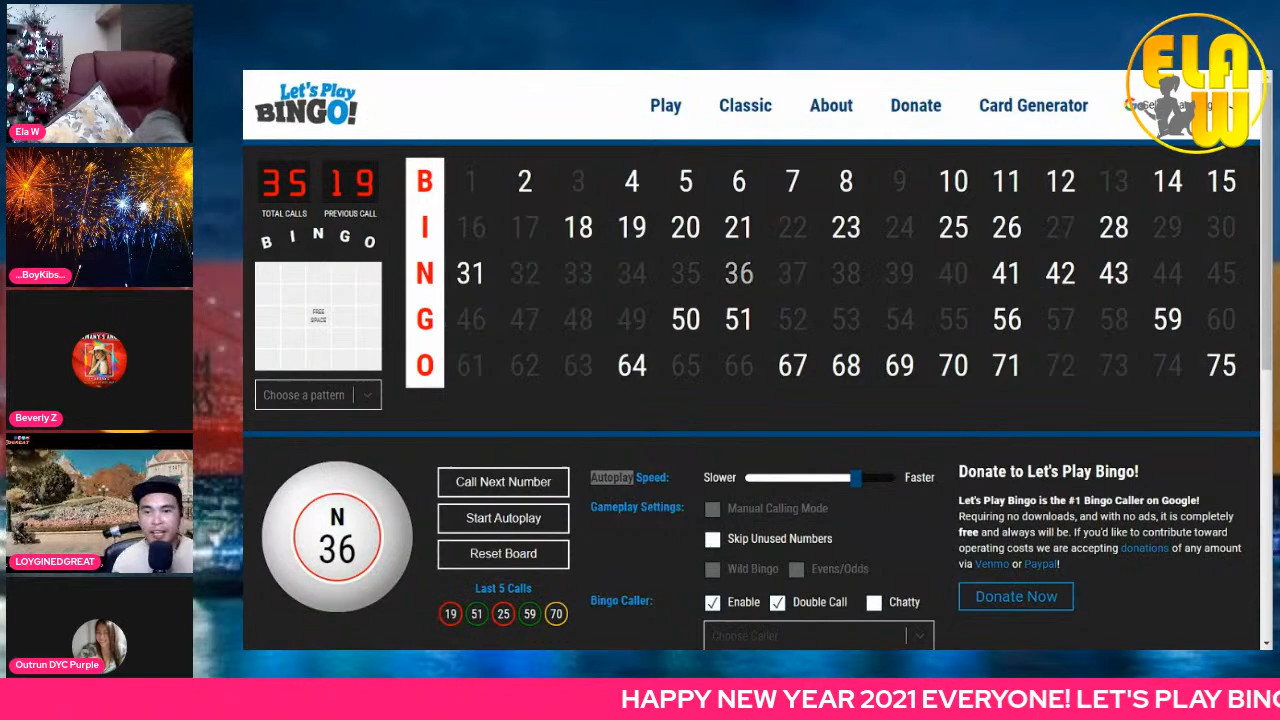 Ela W
...BoyKibs...
Beverly Z
LOYGINEDGREAT
Outrun DYC Purple
Let's Play
BINGO!
Play Classic About Donate Card Generator
ELA
W
35 19
TOTAL CALLS PREVIOUS CALL
B I N G O
FREE
SPACE
Choose a pattern
B 1 2 3 4 5 6 7 8 9 10 11 12 13 14 15
I 16 17 18 19 20 21 22 23 24 25 26 27 28 29 30
N 31 32 33 34 35 36 37 38 39 40 41 42 43 44 45
G 46 47 48 49 50 51 52 53 54 55 56 57 58 59 60
O 61 62 63 64 65 66 67 68 69 70 71 72 73 74 75
N
36
Call Next Number
Start Autoplay
Reset Board
Last 5 Calls
19 51 25 59 70
Autoplay Speed: Slower Faster
Gameplay Settings: Manual Calling Mode
Skip Unused Numbers
Wild Bingo Evens/Odds
Bingo Caller: Enable Double Call Chatty
Choose Caller
Donate to Let's Play Bingo!
Let's Play Bingo is the #1 Bingo Caller on Google!
Requiring no downloads, and with no ads, it is completely
free and always will be. If you'd like to contribute toward
operating costs we are accepting donations of any amount
via Venmo or Paypal!
Donate Now
HAPPY NEW YEAR 2021 EVERYONE! LET'S PLAY BING